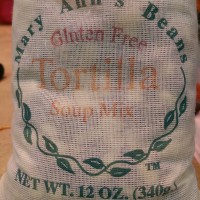 Mary Ann's Beans
Gluten Free
Tortilla
Soup Mix
TM
NET WT. 12 OZ. (340g.)